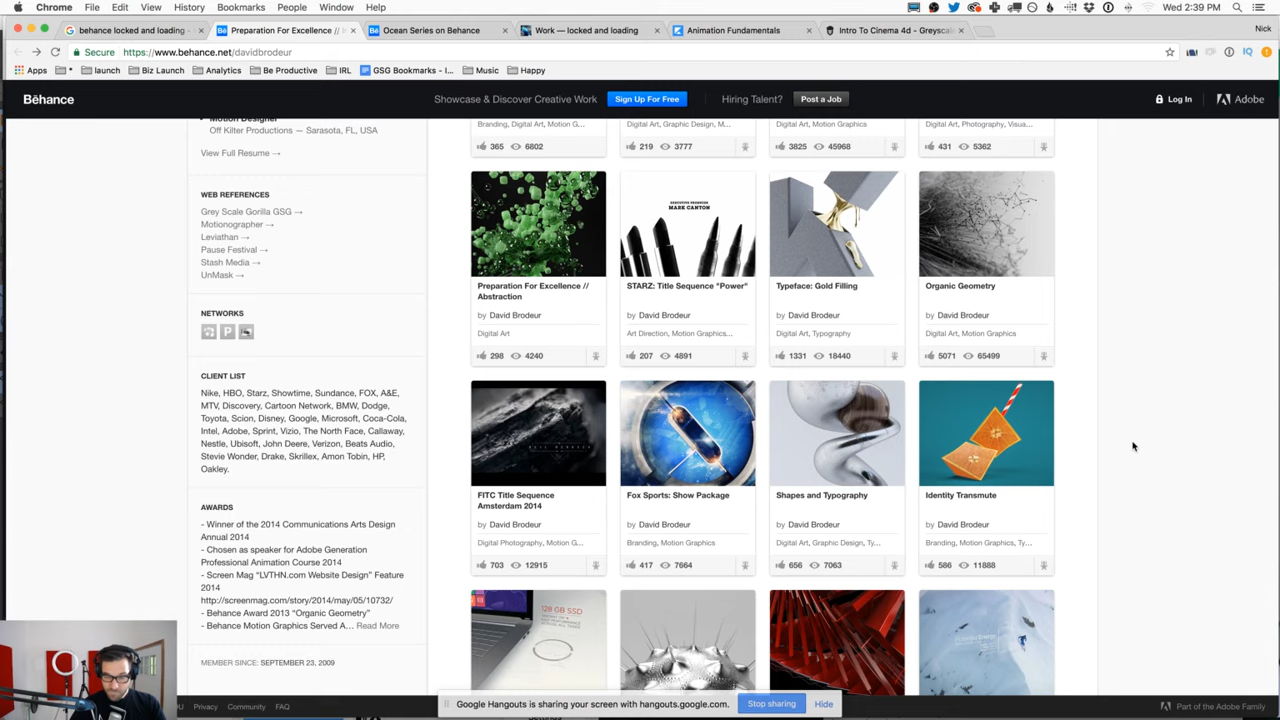 Chrome File Edit View History Bookmarks People Window Help
Wed 2:39 PM
behance locked and loading -
Preparation For Excellence // I
Ocean Series on Behance
Work — locked and loading
Animation Fundamentals
Intro To Cinema 4d - Greysca
Nick
Secure https://www.behance.net/davidbrodeur
Apps * launch Biz Launch Analytics Be Productive IRL GSG Bookmarks – I... Music Happy
Bēhance
Showcase & Discover Creative Work Sign Up For Free Hiring Talent? Post a Job
Log In Adobe
Motion Designer
Off Kilter Productions — Sarasota, FL, USA
View Full Resume →
WEB REFERENCES
Grey Scale Gorilla GSG →
Motionographer →
Leviathan →
Pause Festival →
Stash Media →
UnMask →
NETWORKS
P
CLIENT LIST
Nike, HBO, Starz, Showtime, Sundance, FOX, A&E,
MTV, Discovery, Cartoon Network, BMW, Dodge,
Toyota, Scion, Disney, Google, Microsoft, Coca-Cola,
Intel, Adobe, Sprint, Vizio, The North Face, Callaway,
Nestle, Ubisoft, John Deere, Verizon, Beats Audio,
Stevie Wonder, Drake, Skrillex, Amon Tobin, HP,
Oakley.
AWARDS
- Winner of the 2014 Communications Arts Design
Annual 2014
- Chosen as speaker for Adobe Generation
Professional Animation Course 2014
- Screen Mag “LVTHN.com Website Design” Feature
2014
http://screenmag.com/story/2014/may/05/10732/
- Behance Award 2013 “Organic Geometry”
- Behance Motion Graphics Served A... Read More
MEMBER SINCE: SEPTEMBER 23, 2009
Branding, Digital Art, Motion G...
365 6802
Digital Art, Graphic Design, M...
219 3777
Digital Art, Motion Graphics
3825 45968
Digital Art, Photography, Visua...
431 5362
Preparation For Excellence //
Abstraction
by David Brodeur
Digital Art
298 4240
EXECUTIVE PRODUCER
MARK CANTON
STARZ: Title Sequence "Power"
by David Brodeur
Art Direction, Motion Graphics...
207 4891
Typeface: Gold Filling
by David Brodeur
Digital Art, Typography
1331 18440
Organic Geometry
by David Brodeur
Digital Art, Motion Graphics
5071 65499
FITC Title Sequence
Amsterdam 2014
by David Brodeur
Digital Photography, Motion G...
703 12915
Fox Sports: Show Package
by David Brodeur
Branding, Motion Graphics
417 7664
Shapes and Typography
by David Brodeur
Digital Art, Graphic Design, Ty...
656 7063
Identity Transmute
by David Brodeur
Branding, Motion Graphics, Ty...
586 11888
128 GB SSD
Privacy Community FAQ
Google Hangouts is sharing your screen with hangouts.google.com. Stop sharing Hide
Part of the Adobe Family